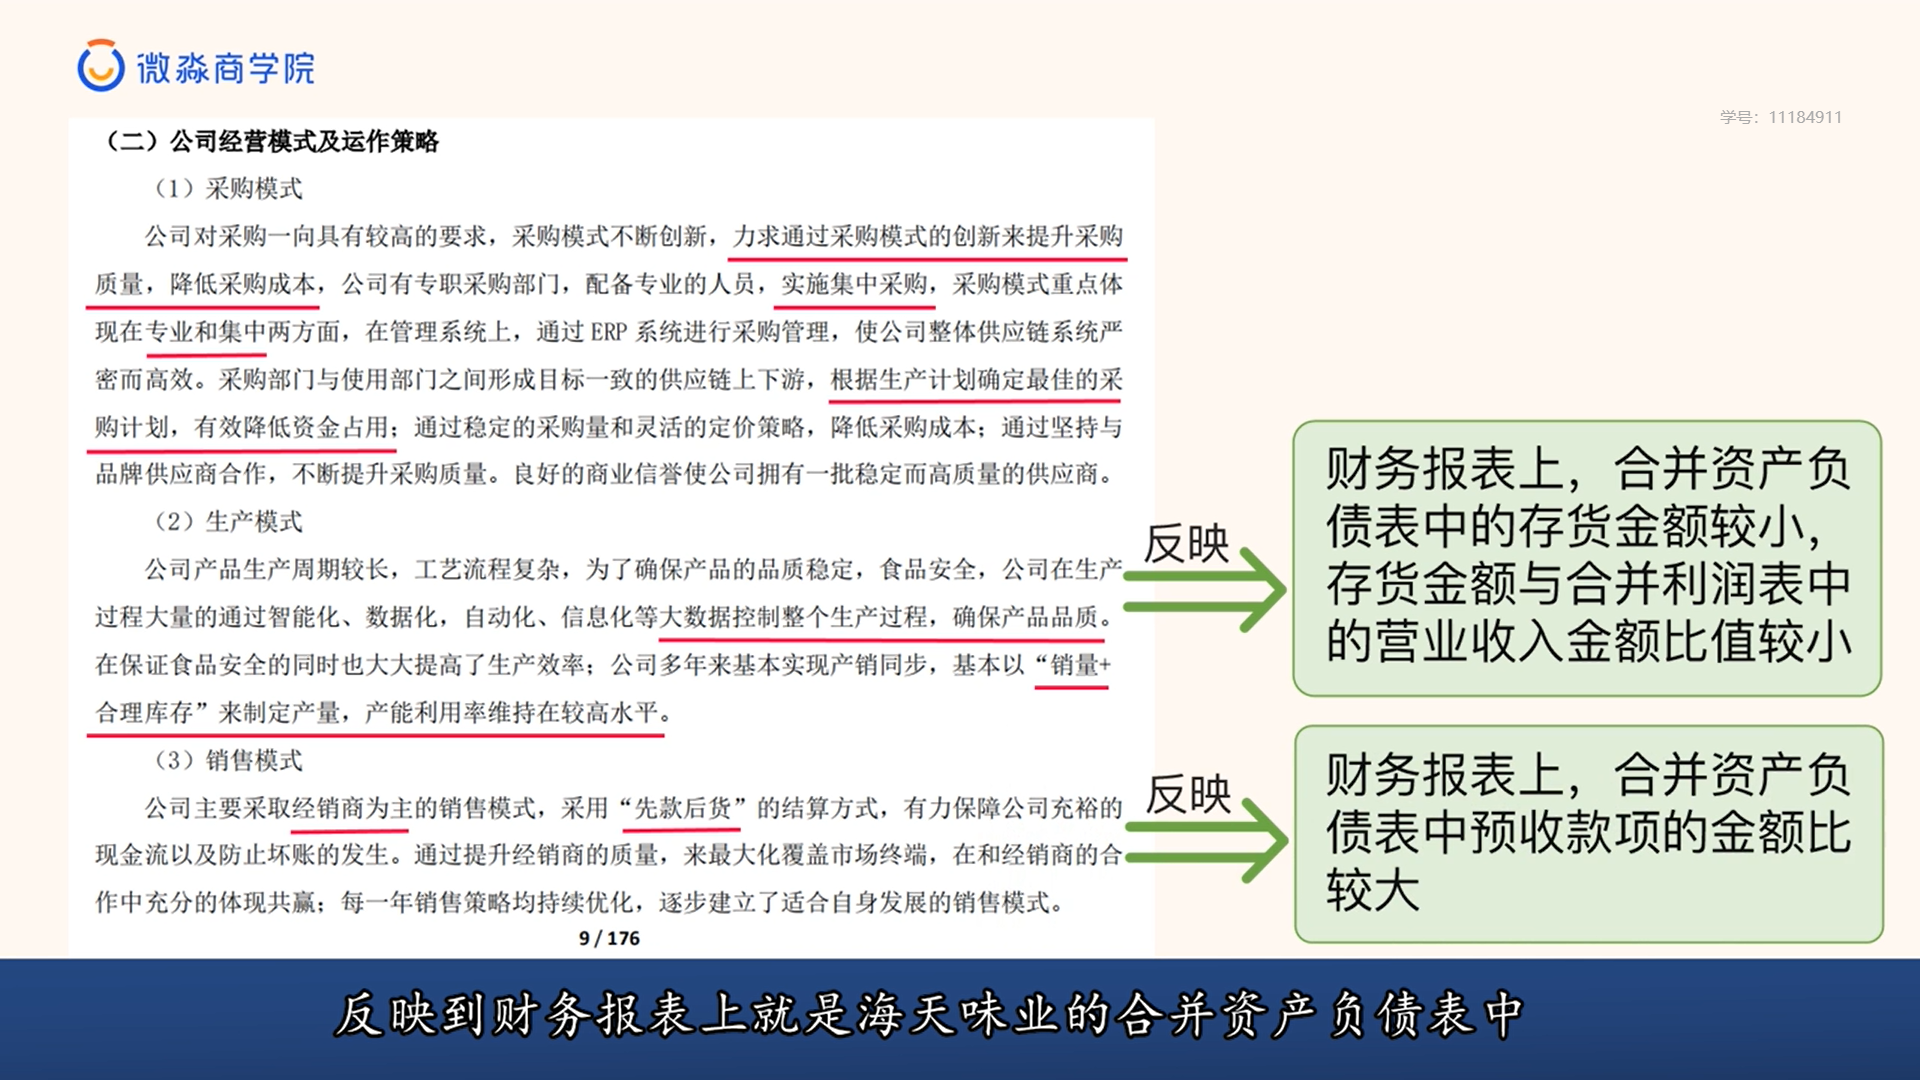 微淼商学院
学号：11184911
（二）公司经营模式及运作策略
（1）采购模式
公司对采购一向具有较高的要求，采购模式不断创新，力求通过采购模式的创新来提升采购
质量，降低采购成本，公司有专职采购部门，配备专业的人员，实施集中采购，采购模式重点体
现在专业和集中两方面，在管理系统上，通过 ERP 系统进行采购管理，使公司整体供应链系统严
密而高效。采购部门与使用部门之间形成目标一致的供应链上下游，根据生产计划确定最佳的采
购计划，有效降低资金占用；通过稳定的采购量和灵活的定价策略，降低采购成本；通过坚持与
品牌供应商合作，不断提升采购质量。良好的商业信誉使公司拥有一批稳定而高质量的供应商。
（2）生产模式
公司产品生产周期较长，工艺流程复杂，为了确保产品的品质稳定，食品安全，公司在生产
过程大量的通过智能化、数据化，自动化、信息化等大数据控制整个生产过程，确保产品品质。
在保证食品安全的同时也大大提高了生产效率；公司多年来基本实现产销同步，基本以“销量+
合理库存”来制定产量，产能利用率维持在较高水平。
（3）销售模式
公司主要采取经销商为主的销售模式，采用“先款后货”的结算方式，有力保障公司充裕的
现金流以及防止坏账的发生。通过提升经销商的质量，来最大化覆盖市场终端，在和经销商的合
作中充分的体现共赢；每一年销售策略均持续优化，逐步建立了适合自身发展的销售模式。
9 / 176
反映
财务报表上，合并资产负
债表中的存货金额较小，
存货金额与合并利润表中
的营业收入金额比值较小
反映
财务报表上，合并资产负
债表中预收款项的金额比
较大
反映到财务报表上就是海天味业的合并资产负债表中